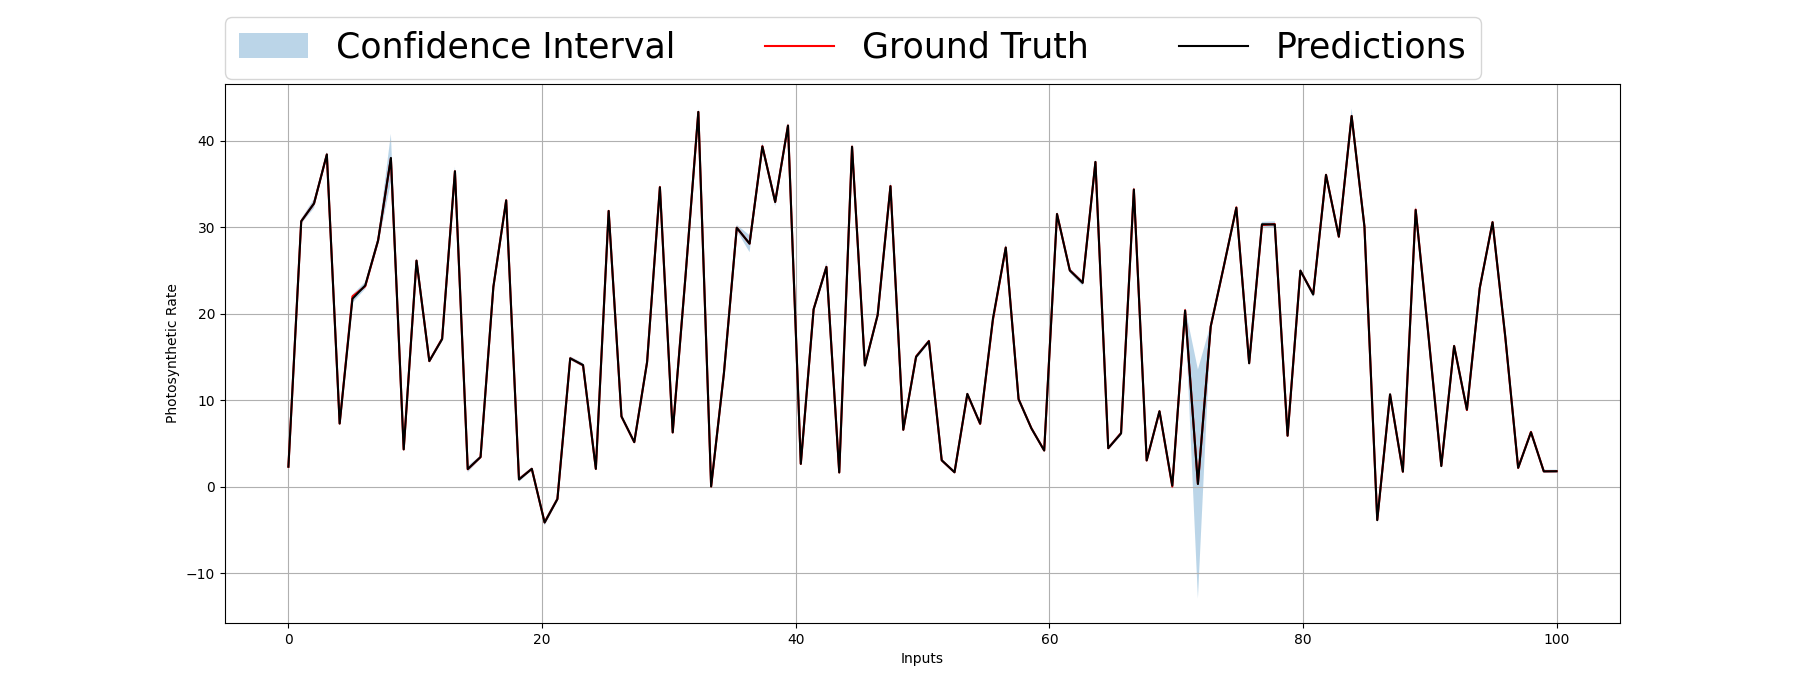 Confidence Interval Ground Truth Predictions
40
30
20
10
0
−10
Photosynthetic Rate
0 20 40 60 80 100
Inputs